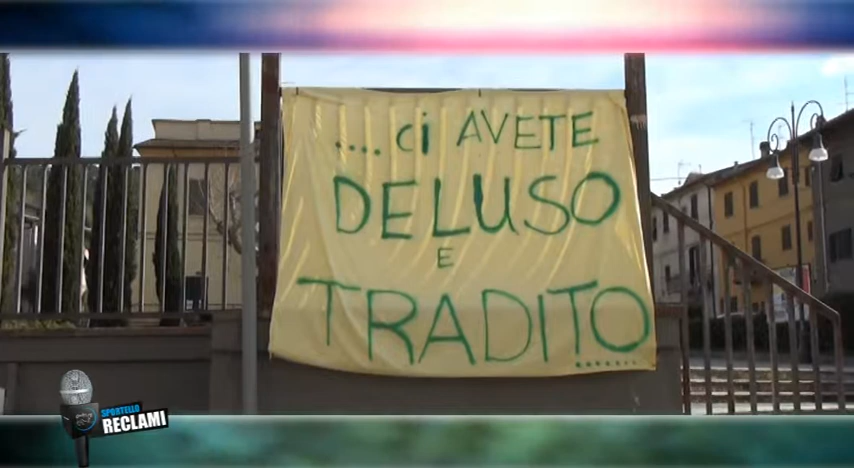 ....ci AVETE
DELUSO
E
TRADITO.......
SPORTELLO
RECLAMI